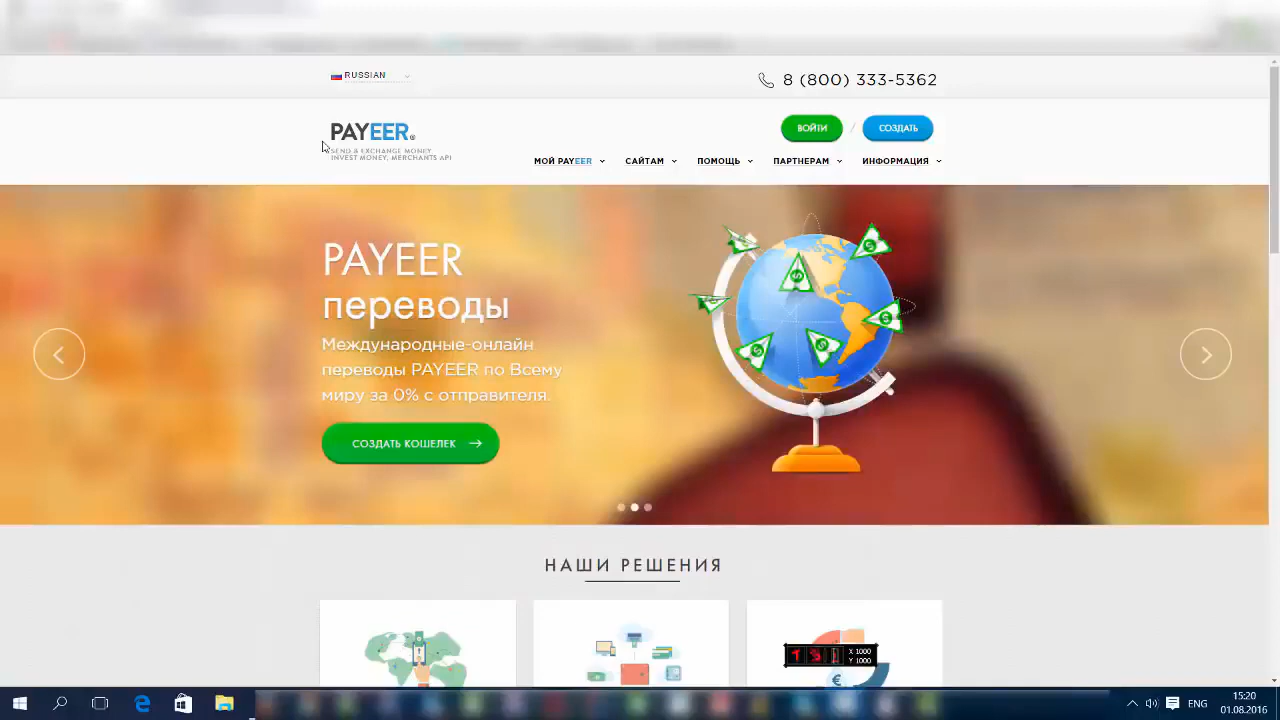 RUSSIAN
8 (800) 333-5362
PAYEER®
SEND & EXCHANGE MONEY
INVEST MONEY, MERCHANTS API
ВОЙТИ / СОЗДАТЬ
МОЙ PAYEER САЙТАМ ПОМОЩЬ ПАРТНЕРАМ ИНФОРМАЦИЯ
PAYEER
переводы
Международные-онлайн
переводы PAYEER по Всему
миру за 0% с отправителя.
СОЗДАТЬ КОШЕЛЕК
НАШИ РЕШЕНИЯ
X 1000
Y 1000
ENG
15:20
01.08.2016